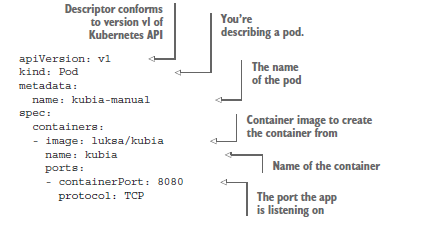 Descriptor conforms
to version v1 of
Kubernetes API
You're
describing a pod.
apiVersion: v1
kind: Pod
metadata:
name: kubia-manual
The name
of the pod
spec:
containers:
- image: luksa/kubia
Container image to create
the container from
name: kubia
Name of the container
ports:
- containerPort: 8080
protocol: TCP
The port the app
is listening on